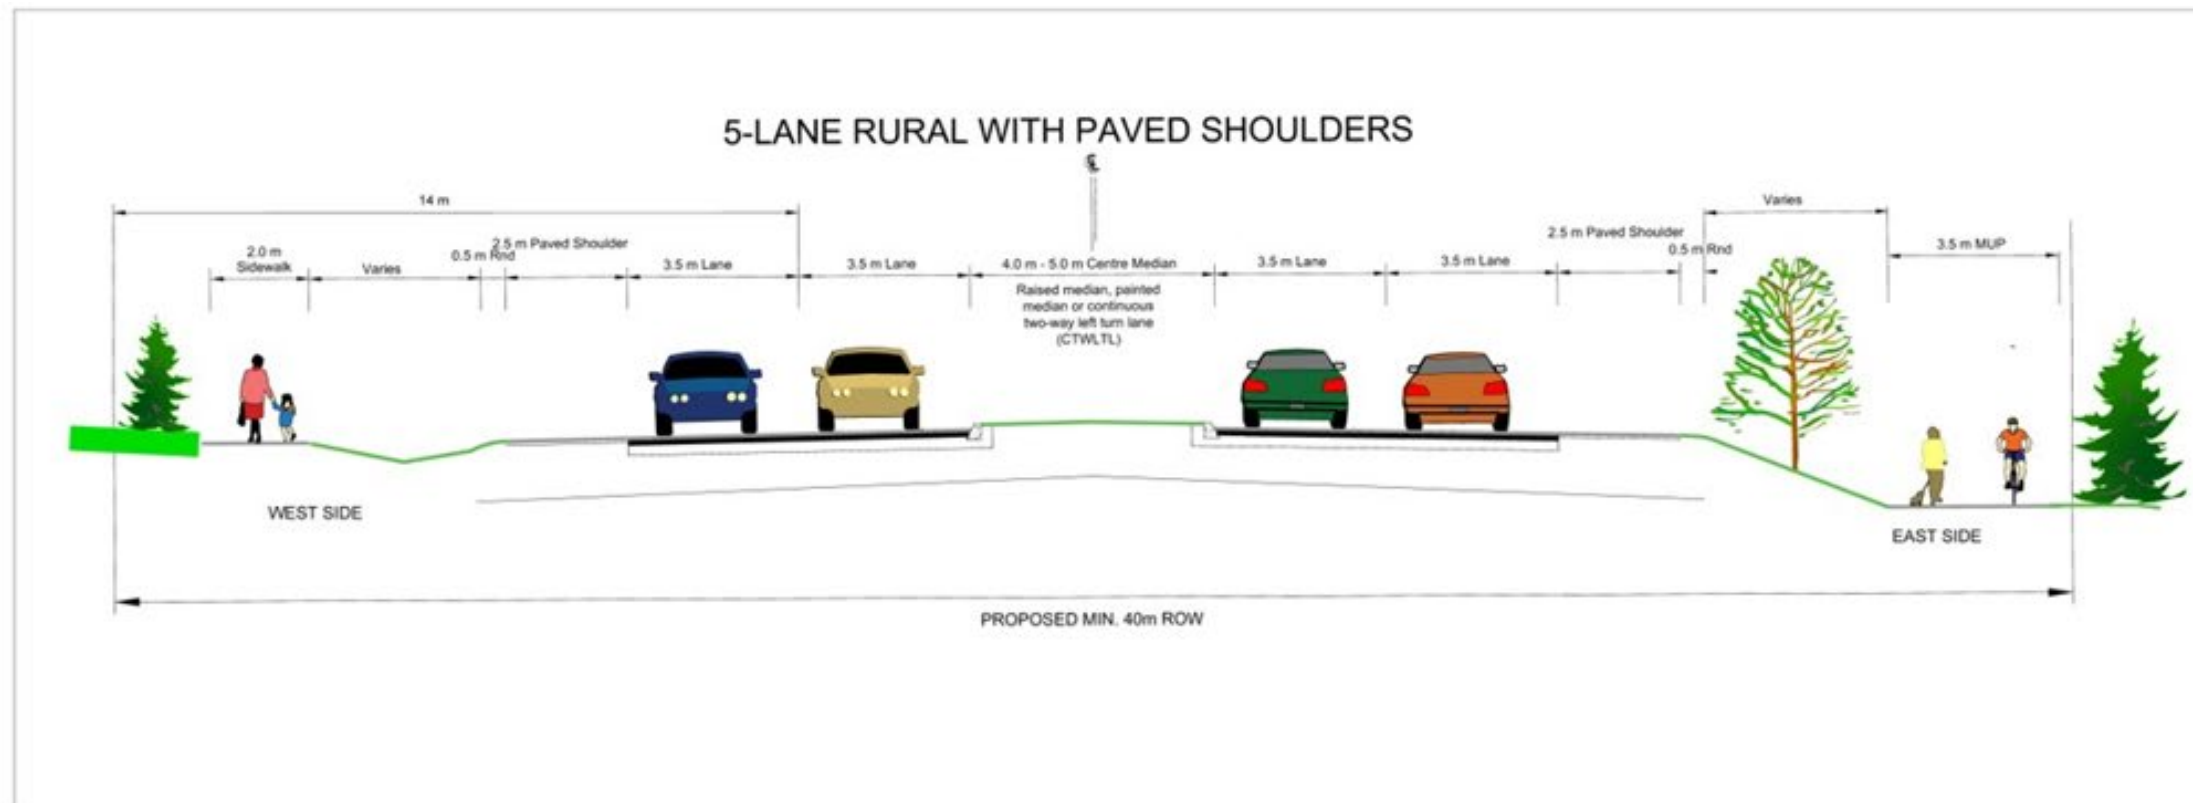 5-LANE RURAL WITH PAVED SHOULDERS
℄
14 m
Varies
2.0 m
Sidewalk
Varies
0.5 m Rnd
2.5 m Paved Shoulder
3.5 m Lane
3.5 m Lane
4.0 m - 5.0 m Centre Median
Raised median, painted
median or continuous
two-way left turn lane
(CTWLTL)
3.5 m Lane
3.5 m Lane
2.5 m Paved Shoulder
0.5 m Rnd
3.5 m MUP
WEST SIDE
EAST SIDE
PROPOSED MIN. 40m ROW